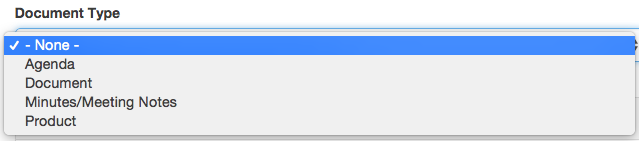 Document Type
✓ - None -
Agenda
Document
Minutes/Meeting Notes
Product